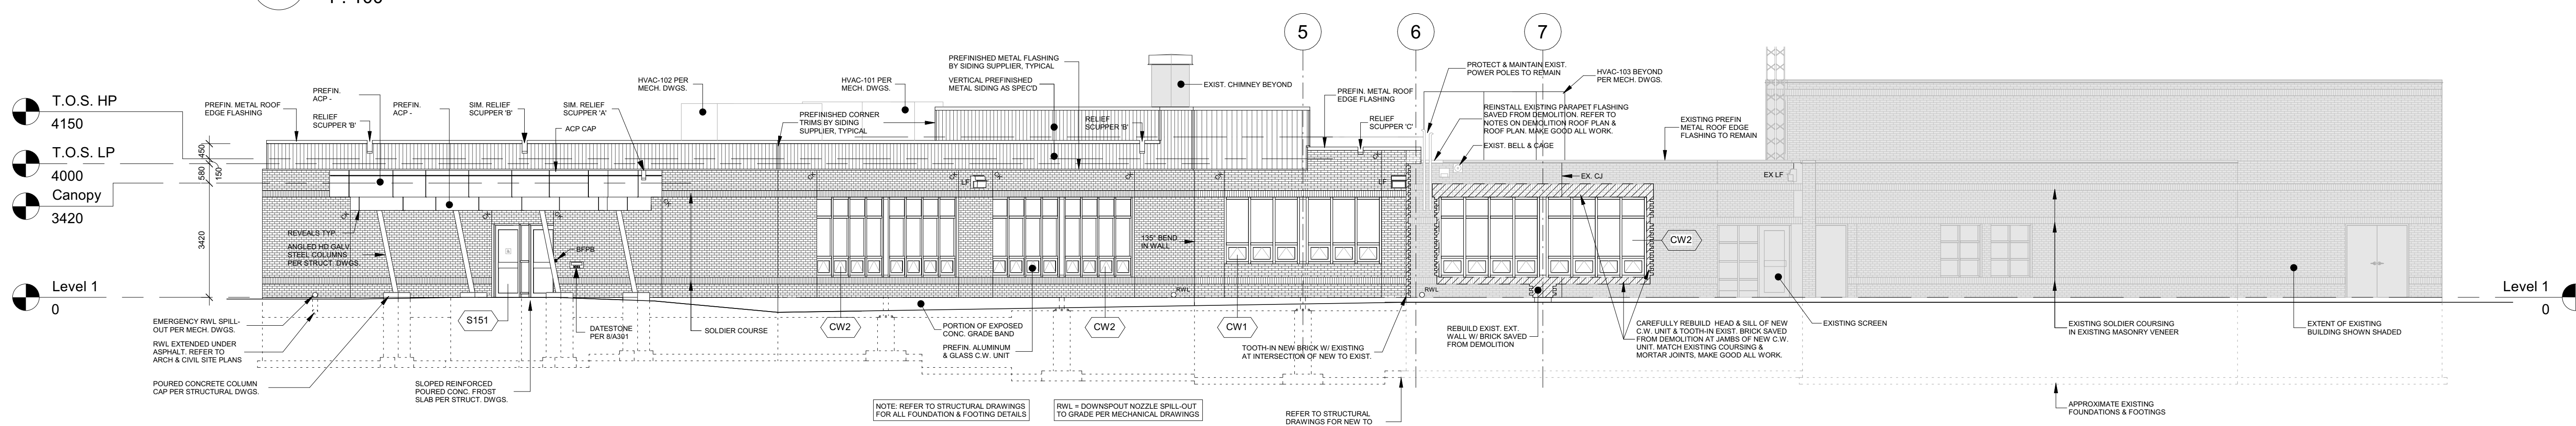 5
6
7
T.O.S. HP
4150
T.O.S. LP
4000
Canopy
3420
Level 1
0
450
580
150
3420
PREFIN. METAL ROOF
EDGE FLASHING
PREFIN.
ACP -
RELIEF
SCUPPER 'B'
PREFIN.
ACP -
SIM. RELIEF
SCUPPER 'B'
SIM. RELIEF
SCUPPER 'A'
ACP CAP
HVAC-102 PER
MECH. DWGS.
HVAC-101 PER
MECH. DWGS.
PREFINISHED CORNER
TRIMS BY SIDING
SUPPLIER, TYPICAL
PREFINISHED METAL FLASHING
BY SIDING SUPPLIER, TYPICAL
VERTICAL PREFINISHED
METAL SIDING AS SPEC'D
RELIEF
SCUPPER 'B'
EXIST. CHIMNEY BEYOND
PREFIN. METAL ROOF
EDGE FLASHING
RELIEF
SCUPPER 'C'
PROTECT & MAINTAIN EXIST.
POWER POLES TO REMAIN
HVAC-103 BEYOND
PER MECH. DWGS.
REINSTALL EXISTING PARAPET FLASHING
SAVED FROM DEMOLITION. REFER TO
NOTES ON DEMOLITION ROOF PLAN &
ROOF PLAN. MAKE GOOD ALL WORK.
EXIST. BELL & CAGE
EXISTING PREFIN
METAL ROOF EDGE
FLASHING TO REMAIN
EX. CJ
EX LF
LF
LF
REVEALS TYP.
ANGLED HD GALV.
STEEL COLUMNS
PER STRUCT. DWGS.
BFPB
135° BEND
IN WALL
CW2
RWL
RWL
Level 1
0
EMERGENCY RWL SPILL-
OUT PER MECH. DWGS.
RWL EXTENDED UNDER
ASPHALT. REFER TO
ARCH & CIVIL SITE PLANS
POURED CONCRETE COLUMN
CAP PER STRUCTURAL DWGS.
S151
SLOPED REINFORCED
POURED CONC. FROST
SLAB PER STRUCT. DWGS.
DATESTONE
PER 8/A301
SOLDIER COURSE
CW2
PORTION OF EXPOSED
CONC. GRADE BAND
PREFIN. ALUMINUM
& GLASS C.W. UNIT
CW2
CW1
TOOTH-IN NEW BRICK W/ EXISTING
AT INTERSECTION OF NEW TO EXIST.
REBUILD EXIST. EXT.
WALL W/ BRICK SAVED
FROM DEMOLITION
CAREFULLY REBUILD HEAD & SILL OF NEW
C.W. UNIT & TOOTH-IN EXIST. BRICK SAVED
FROM DEMOLITION AT JAMBS OF NEW C.W.
UNIT. MATCH EXISTING COURSING &
MORTAR JOINTS, MAKE GOOD ALL WORK.
EXISTING SCREEN
EXISTING SOLDIER COURSING
IN EXISTING MASONRY VENEER
EXTENT OF EXISTING
BUILDING SHOWN SHADED
NOTE: REFER TO STRUCTURAL DRAWINGS
FOR ALL FOUNDATION & FOOTING DETAILS
RWL = DOWNSPOUT NOZZLE SPILL-OUT
TO GRADE PER MECHANICAL DRAWINGS
REFER TO STRUCTURAL
DRAWINGS FOR NEW TO
APPROXIMATE EXISTING
FOUNDATIONS & FOOTINGS